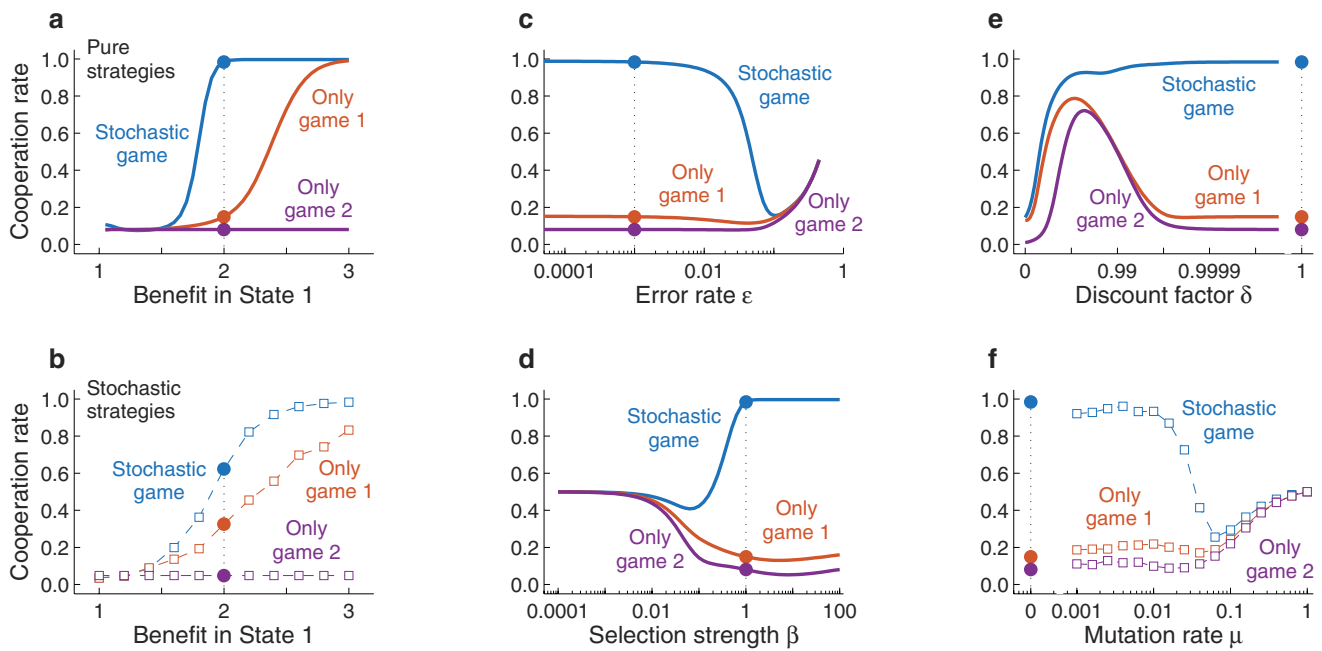 a
Pure
strategies
1.0
0.8
0.6
0.4
0.2
0.0
Cooperation rate
Stochastic
game
Only
game 1
Only
game 2
1
2
3
Benefit in State 1
c
1.0
0.8
0.6
0.4
0.2
0.0
Stochastic
game
Only
game 1
Only
game 2
0.0001
0.01
1
Error rate ε
e
1.0
0.8
0.6
0.4
0.2
0.0
Stochastic
game
Only
game 1
Only
game 2
0
0.99
0.9999
1
Discount factor δ
b
Stochastic
strategies
1.0
0.8
0.6
0.4
0.2
0.0
Cooperation rate
Stochastic
game
Only
game 1
Only
game 2
1
2
3
Benefit in State 1
d
1.0
0.8
0.6
0.4
0.2
0.0
Stochastic
game
Only
game 1
Only
game 2
0.0001
0.01
1
100
Selection strength β
f
1.0
0.8
0.6
0.4
0.2
0.0
Stochastic
game
Only
game 1
Only
game 2
0
0.001
0.01
0.1
1
Mutation rate μ